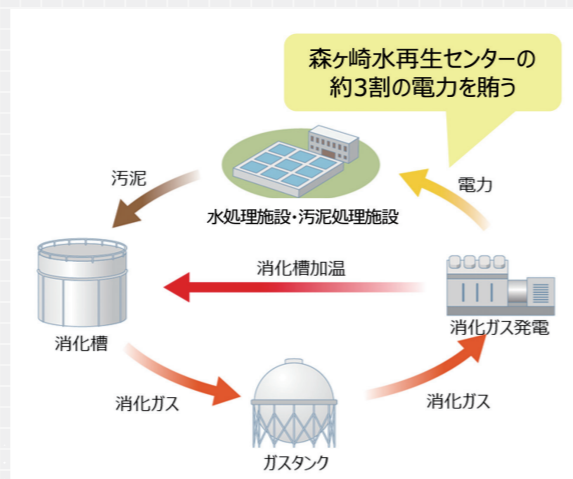 森ヶ崎水再生センターの
約3割の電力を賄う
汚泥
電力
水処理施設・汚泥処理施設
消化槽加温
消化槽
消化ガス発電
消化ガス
消化ガス
ガスタンク